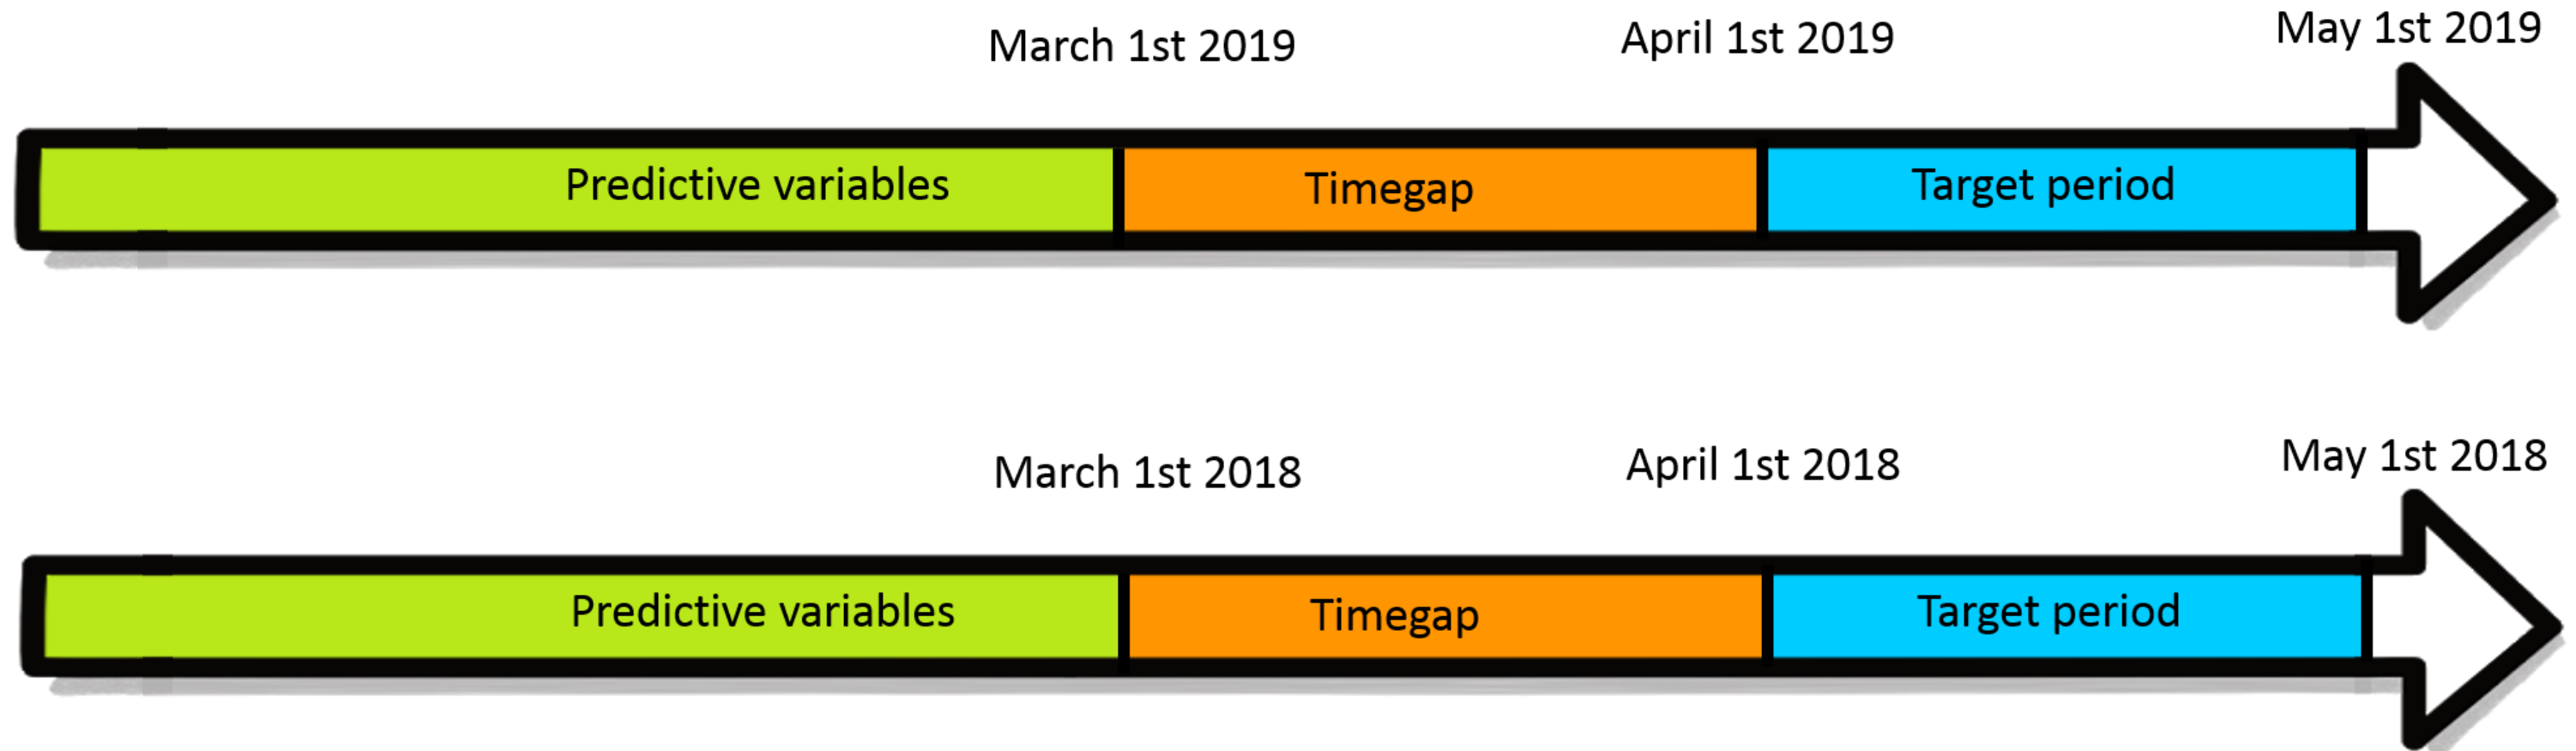 March 1st 2019
April 1st 2019
May 1st 2019
Predictive variables
Timegap
Target period
March 1st 2018
April 1st 2018
May 1st 2018
Predictive variables
Timegap
Target period